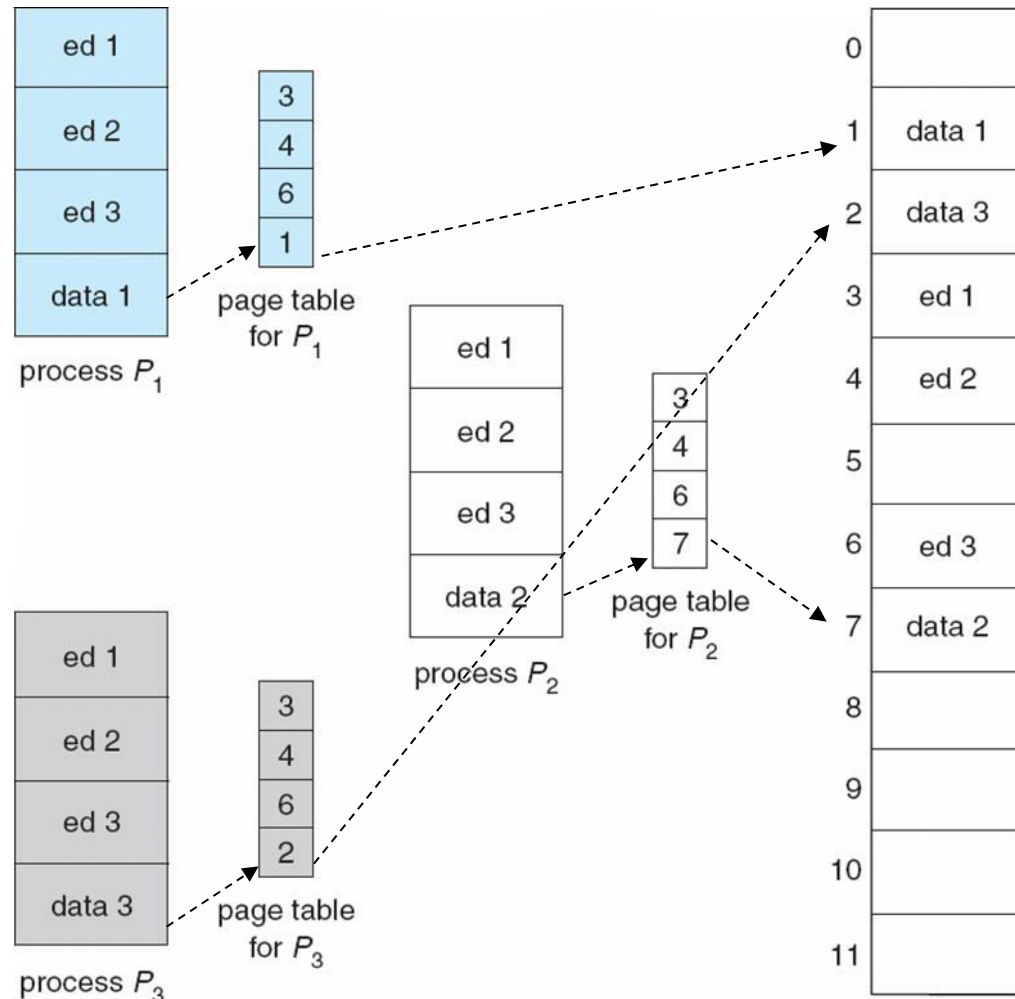 ed 1
ed 2
ed 3
data 1
process P1
3
4
6
1
page table
for P1
ed 1
ed 2
ed 3
data 2
process P2
3
4
6
7
page table
for P2
ed 1
ed 2
ed 3
data 3
process P3
3
4
6
2
page table
for P3
0
1 data 1
2 data 3
3 ed 1
4 ed 2
5
6 ed 3
7 data 2
8
9
10
11